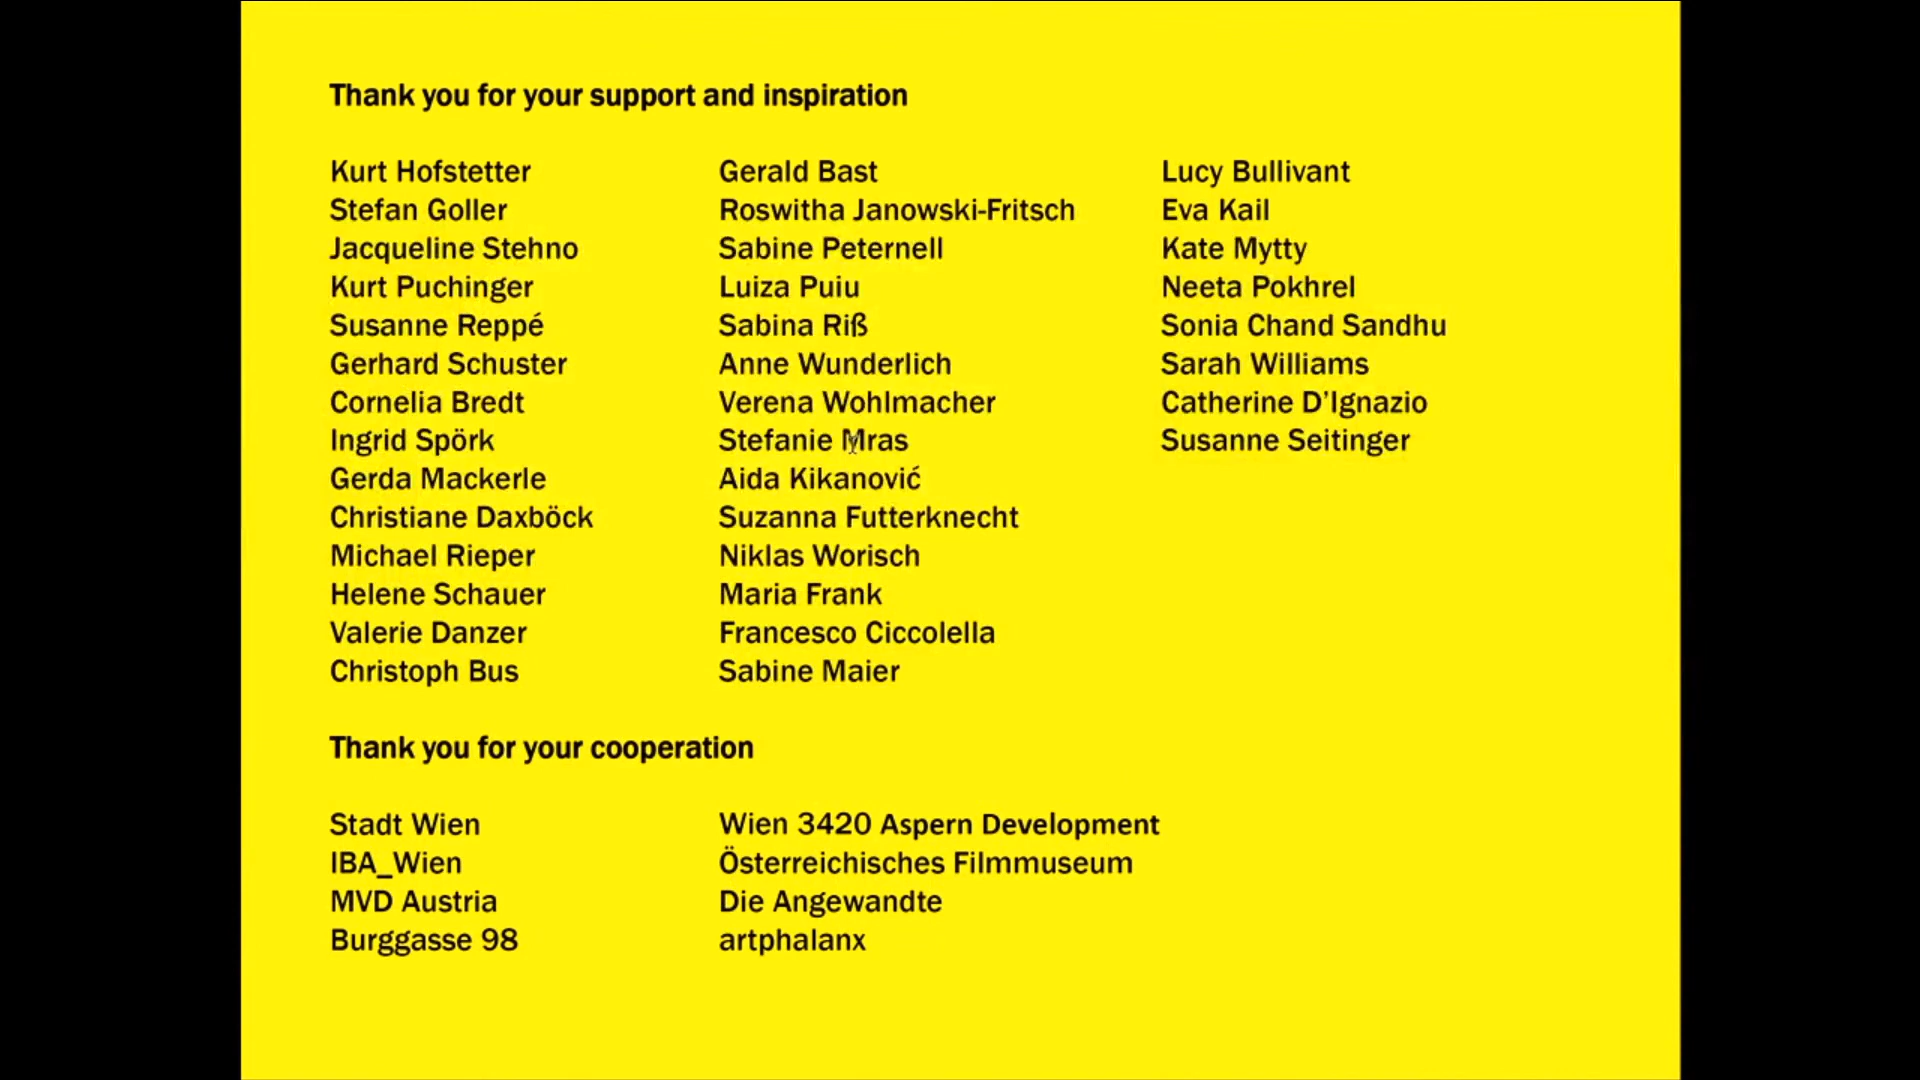 Thank you for your support and inspiration
Kurt Hofstetter
Stefan Goller
Jacqueline Stehno
Kurt Puchinger
Susanne Reppé
Gerhard Schuster
Cornelia Bredt
Ingrid Spörk
Gerda Mackerle
Christiane Daxböck
Michael Rieper
Helene Schauer
Valerie Danzer
Christoph Bus
Gerald Bast
Roswitha Janowski-Fritsch
Sabine Peternell
Luiza Puiu
Sabina Riß
Anne Wunderlich
Verena Wohlmacher
Stefanie Mras
Aida Kikanović
Suzanna Futterknecht
Niklas Worisch
Maria Frank
Francesco Ciccolella
Sabine Maier
Lucy Bullivant
Eva Kail
Kate Mytty
Neeta Pokhrel
Sonia Chand Sandhu
Sarah Williams
Catherine D’Ignazio
Susanne Seitinger
Thank you for your cooperation
Stadt Wien
IBA_Wien
MVD Austria
Burggasse 98
Wien 3420 Aspern Development
Österreichisches Filmmuseum
Die Angewandte
artphalanx